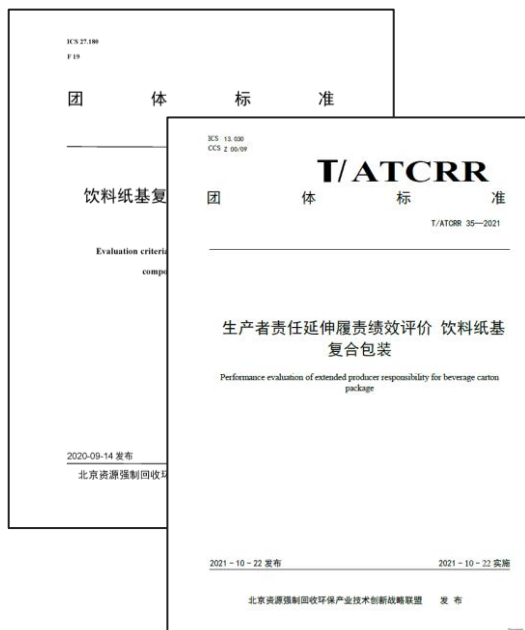 ICS 27.180
F 19
团 体 标 准
饮料纸基复
Evaluation criteria
compo
2020-09-14 发布
北京资源强制回收环
ICS 13.030
CCS Z 00/09
T/ATCRR
团 体 标 准
T/ATCRR 35—2021
生产者责任延伸履责绩效评价 饮料纸基
复合包装
Performance evaluation of extended producer responsibility for beverage carton
package
2021-10-22 发布 2021-10-22 实施
北京资源强制回收环保产业技术创新战略联盟 发 布